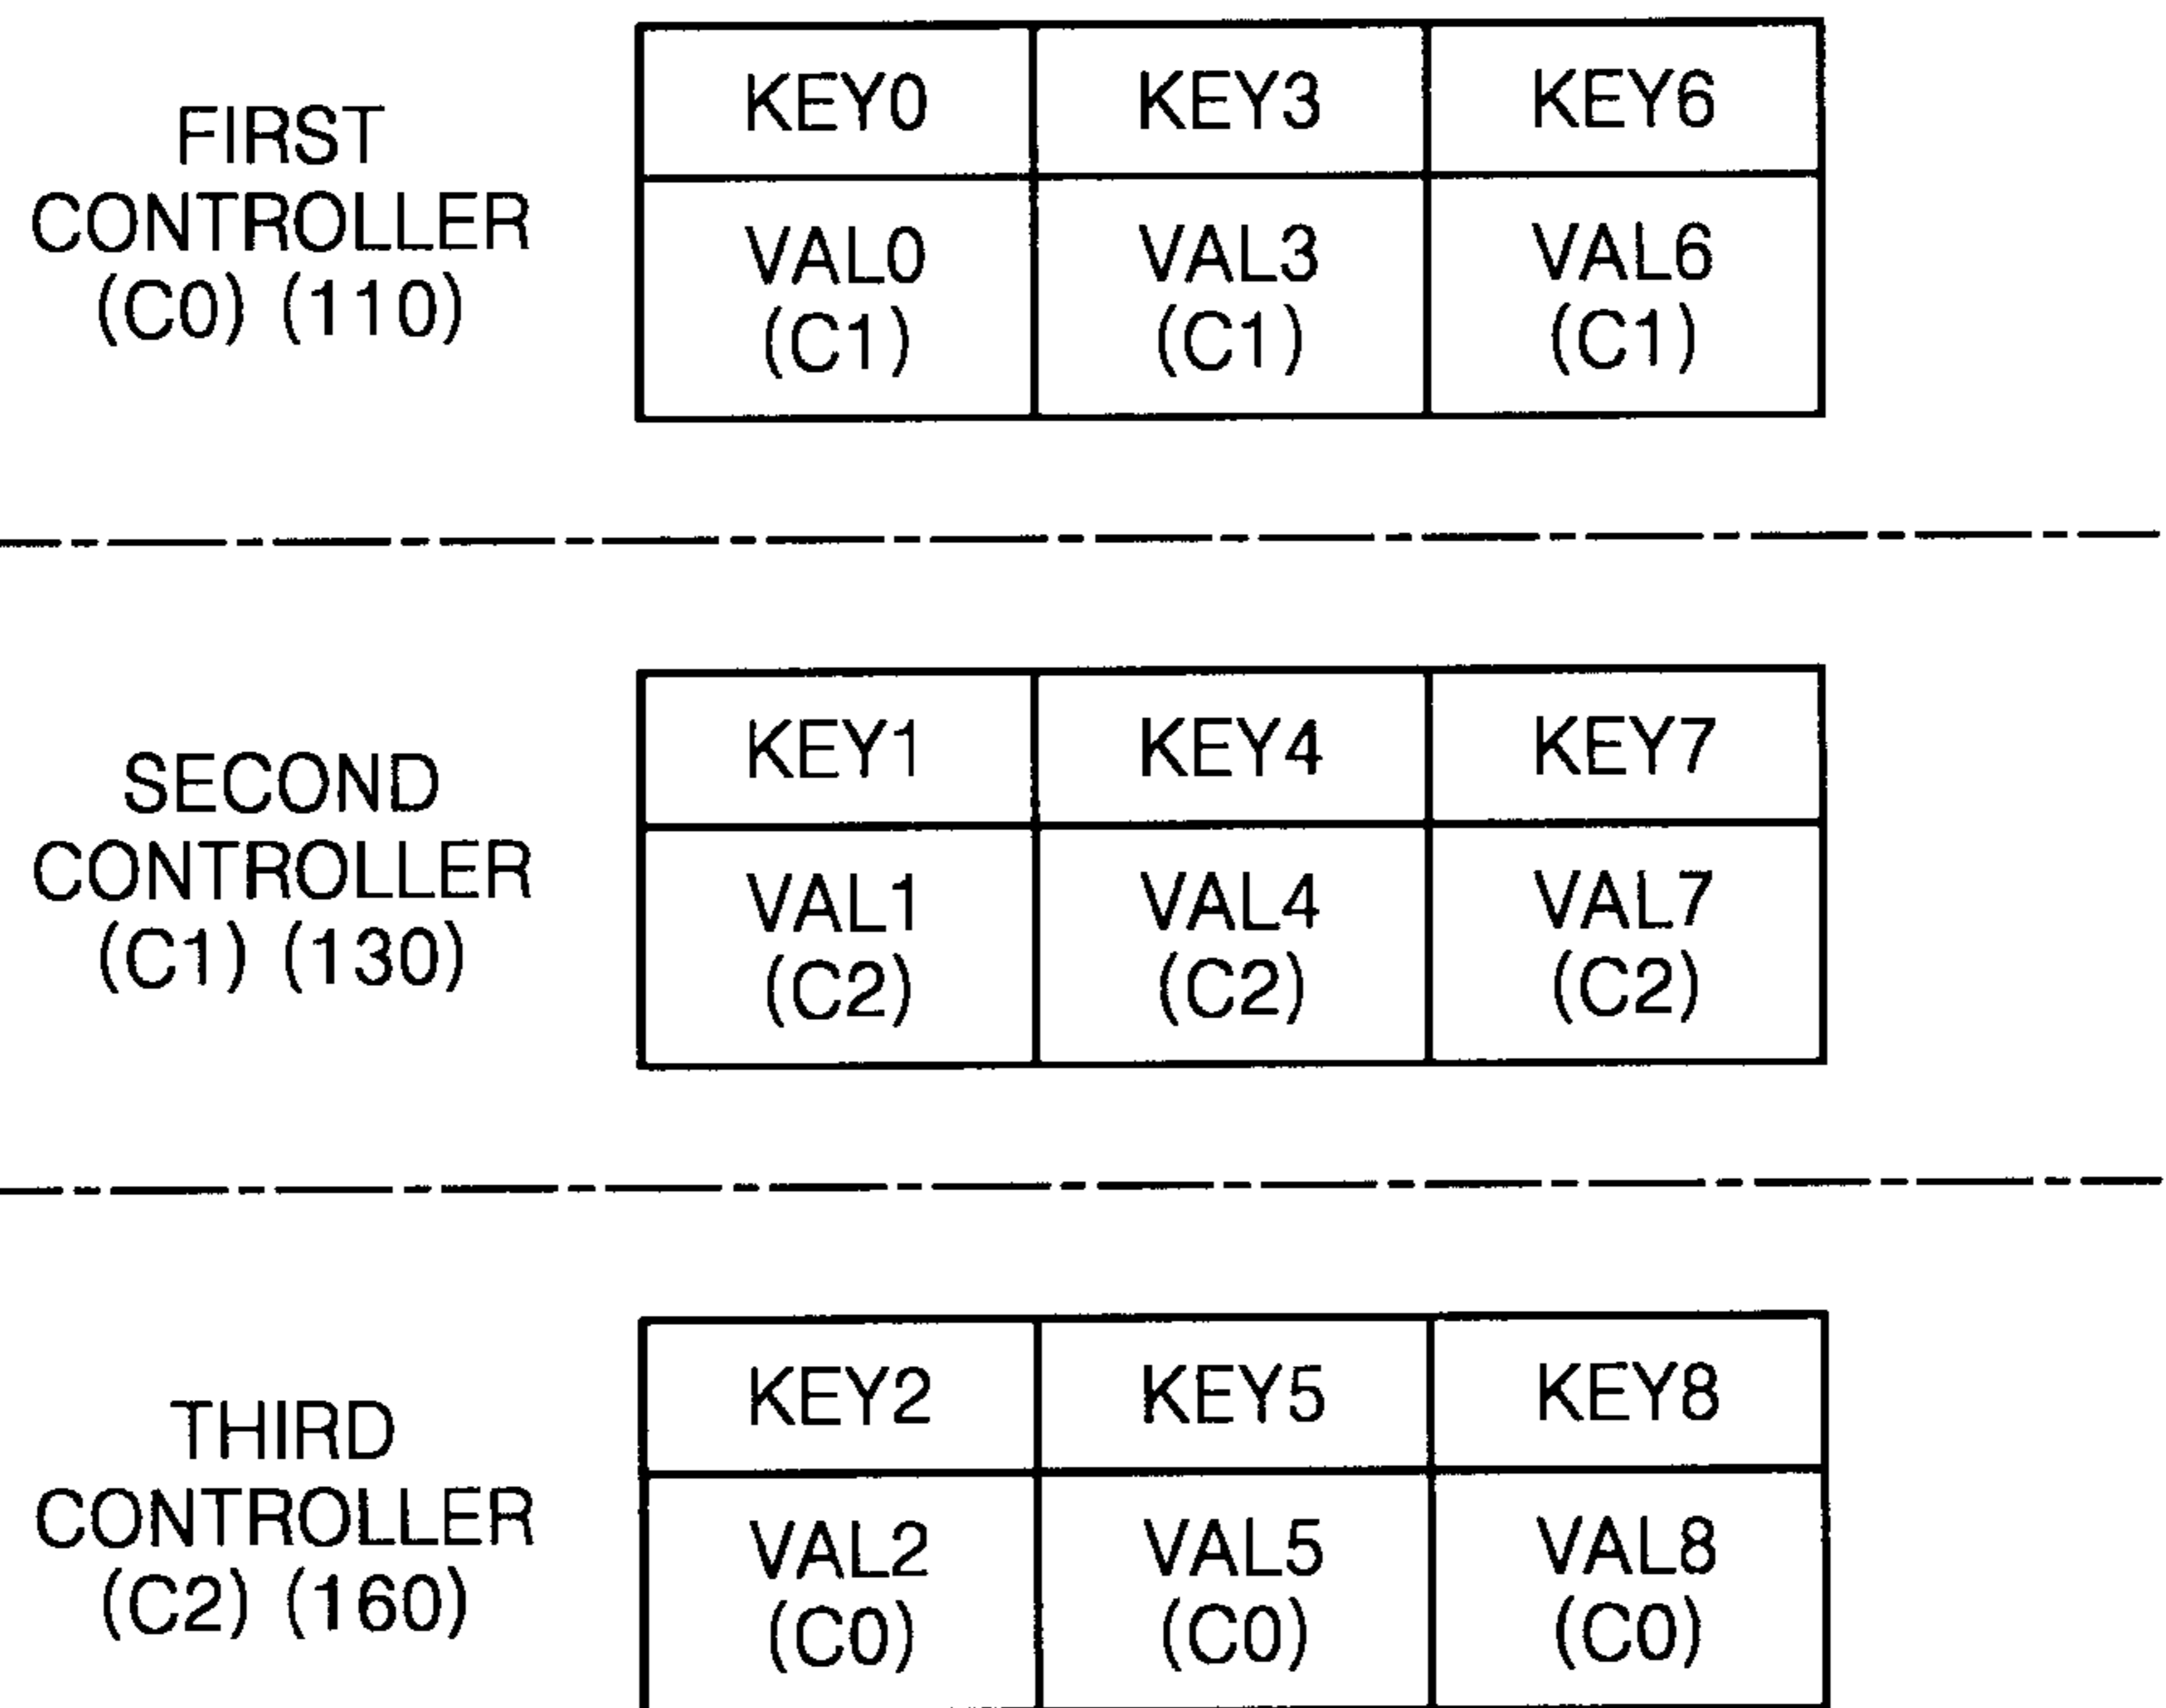 FIRST
CONTROLLER
(C0) (110)
KEY0 KEY3 KEY6
VAL0 VAL3 VAL6
(C1) (C1) (C1)
SECOND
CONTROLLER
(C1) (130)
KEY1 KEY4 KEY7
VAL1 VAL4 VAL7
(C2) (C2) (C2)
THIRD
CONTROLLER
(C2) (160)
KEY2 KEY5 KEY8
VAL2 VAL5 VAL8
(C0) (C0) (C0)